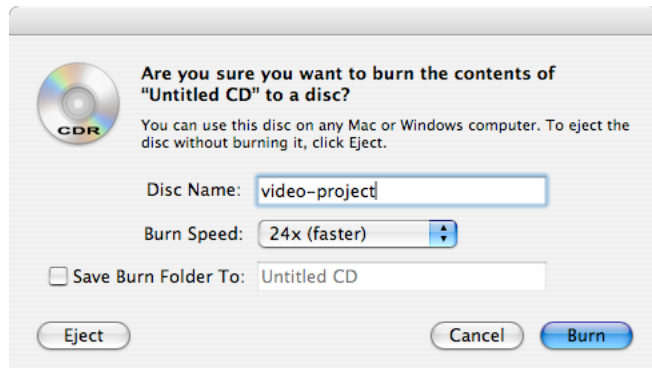 Are you sure you want to burn the contents of
“Untitled CD” to a disc?
CDR
You can use this disc on any Mac or Windows computer. To eject the
disc without burning it, click Eject.
Disc Name: video-project
Burn Speed: 24x (faster)
Save Burn Folder To: Untitled CD
Eject Cancel Burn